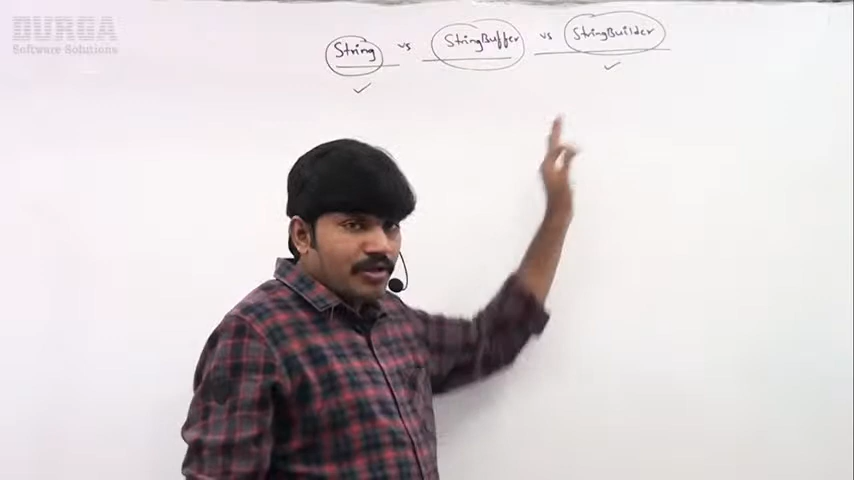 DURGA
Software Solutions
String vs StringBuffer vs StringBuilder